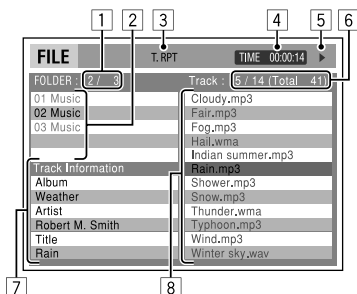 1 2 3 4 5 6
FILE T. RPT TIME 00:00:14
FOLDER : 2 / 3 Track : 5 / 14 (Total 41)
01 Music Cloudy.mp3
02 Music Fair.mp3
03 Music Fog.mp3
Hail.wma
Indian summer.mp3
Track Information Rain.mp3
Album Shower.mp3
Weather Snow.mp3
Artist Thunder.wma
Robert M. Smith Typhoon.mp3
Title Wind.mp3
Rain Winter sky.wav
7 8